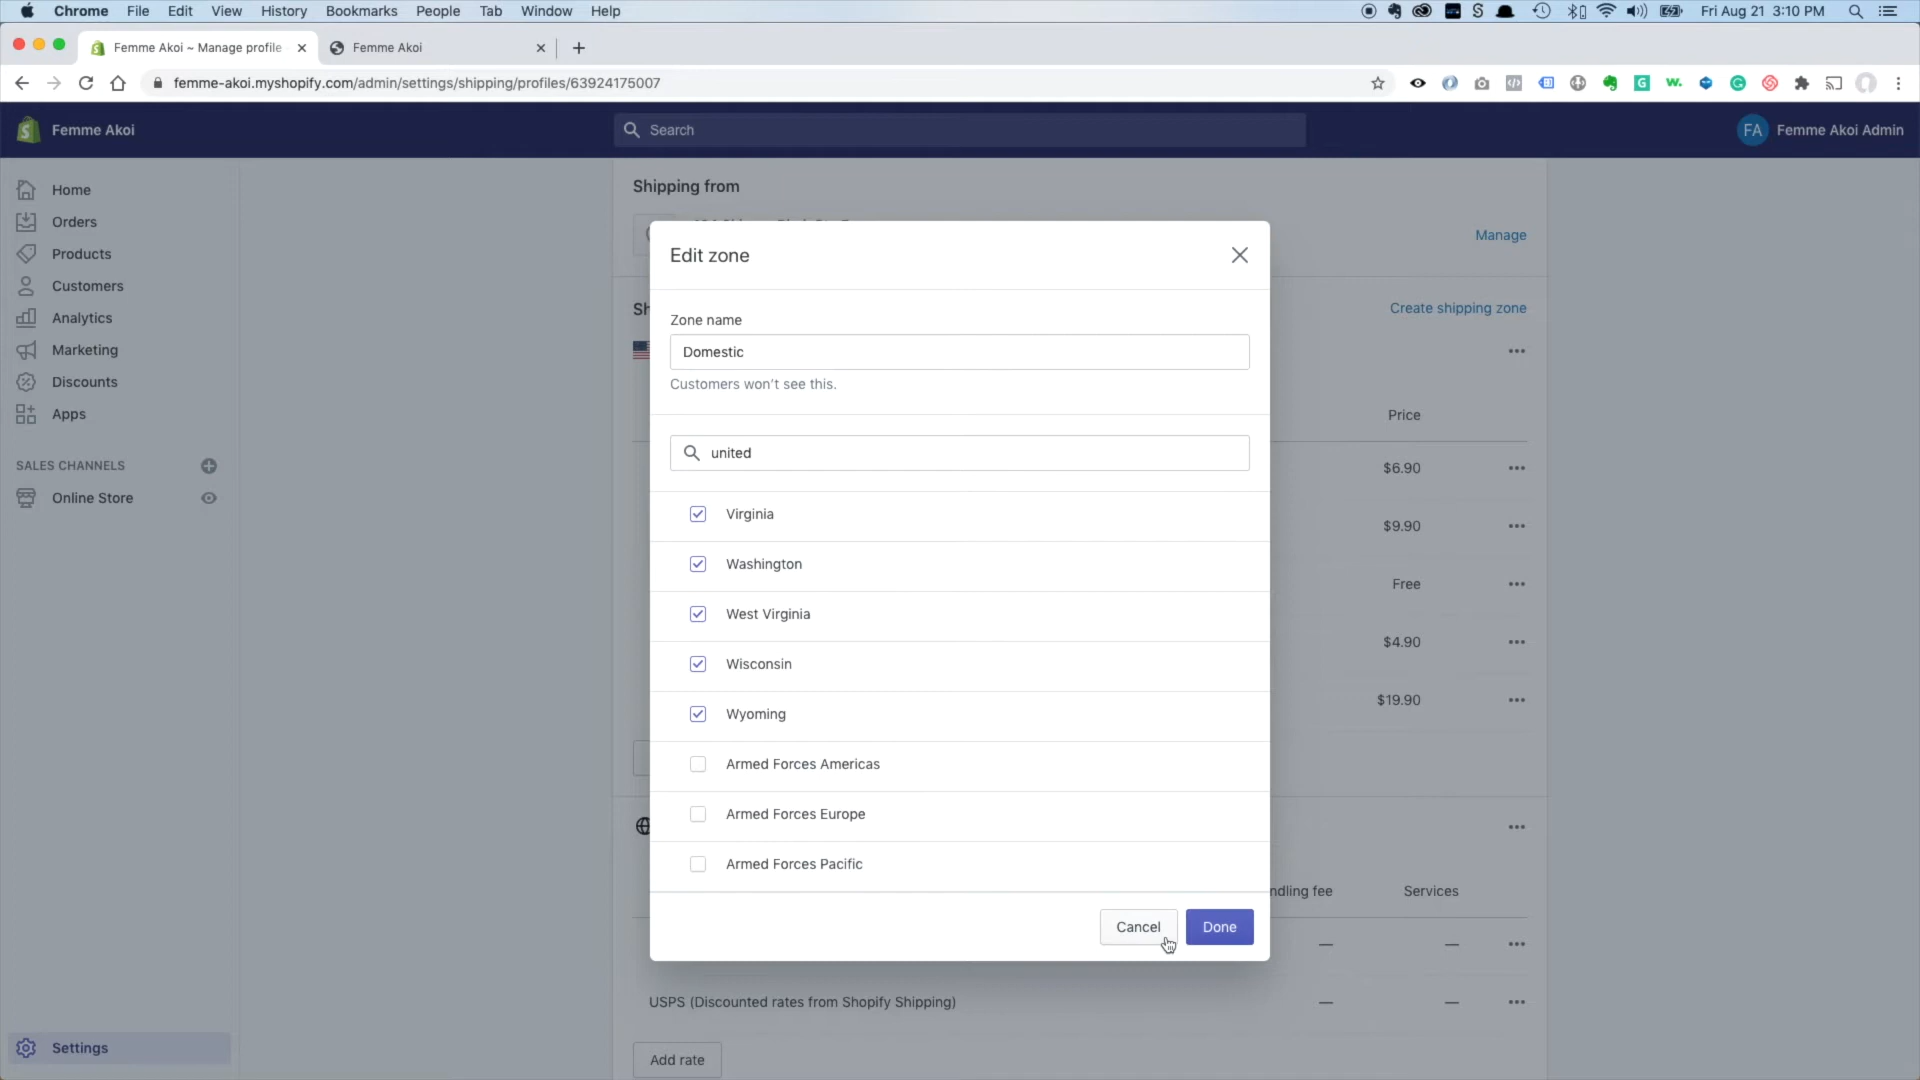 Chrome File Edit View History Bookmarks People Tab Window Help Fri Aug 21 3:10 PM
Femme Akoi ~ Manage profile Femme Akoi
femme-akoi.myshopify.com/admin/settings/shipping/profiles/63924175007
Femme Akoi
Search
FA Femme Akoi Admin
Home
Orders
Products
Customers
Analytics
Marketing
Discounts
Apps
SALES CHANNELS
Online Store
Settings
Shipping from
Manage
Sh
Create shipping zone
Price
$6.90
$9.90
Free
$4.90
$19.90
ndling fee Services
— —
USPS (Discounted rates from Shopify Shipping) — —
Add rate
Edit zone
Zone name
Domestic
Customers won't see this.
united
Virginia
Washington
West Virginia
Wisconsin
Wyoming
Armed Forces Americas
Armed Forces Europe
Armed Forces Pacific
Cancel Done